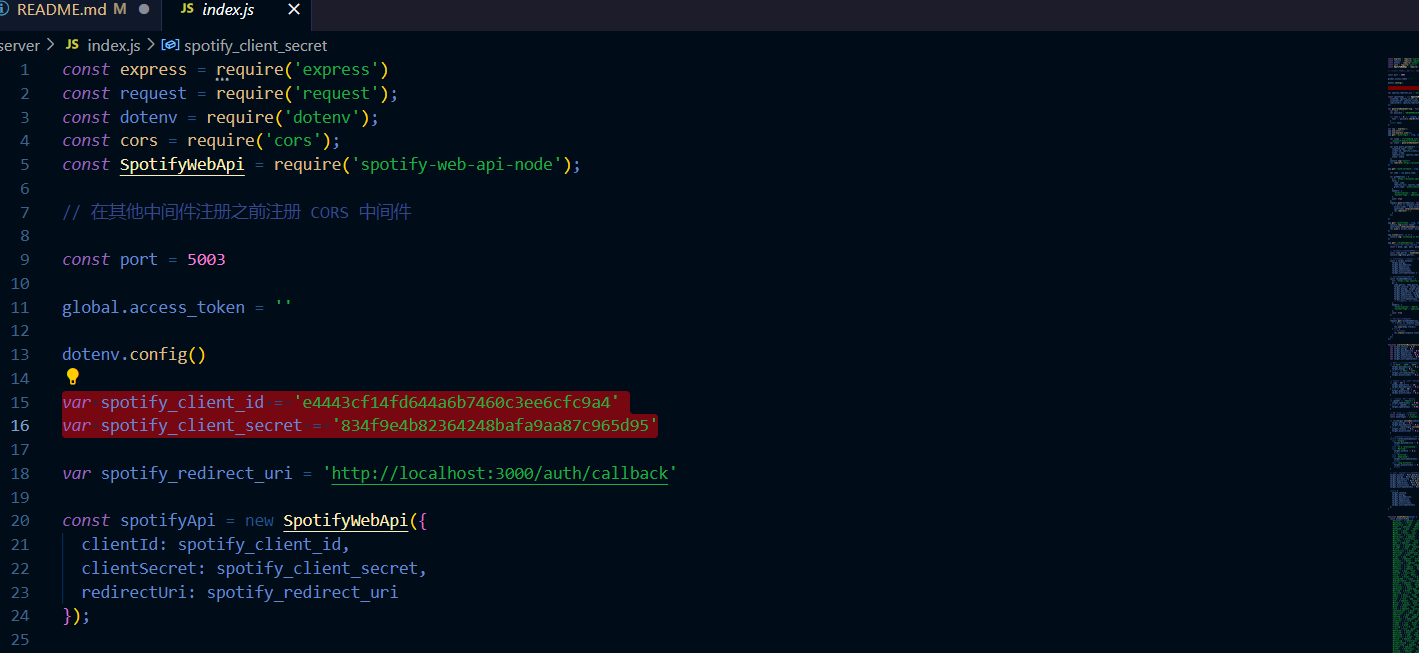 README.md M ●
JS index.js ×
server > JS index.js > spotify_client_secret
1 const express = require('express')
2 const request = require('request');
3 const dotenv = require('dotenv');
4 const cors = require('cors');
5 const SpotifyWebApi = require('spotify-web-api-node');
6
7 // 在其他中间件注册之前注册 CORS 中间件
8
9 const port = 5003
10
11 global.access_token = ''
12
13 dotenv.config()
14
15 var spotify_client_id = 'e4443cf14fd644a6b7460c3ee6cfc9a4'
16 var spotify_client_secret = '834f9e4b82364248bafa9aa87c965d95'
17
18 var spotify_redirect_uri = 'http://localhost:3000/auth/callback'
19
20 const spotifyApi = new SpotifyWebApi({
21 clientId: spotify_client_id,
22 clientSecret: spotify_client_secret,
23 redirectUri: spotify_redirect_uri
24 });
25